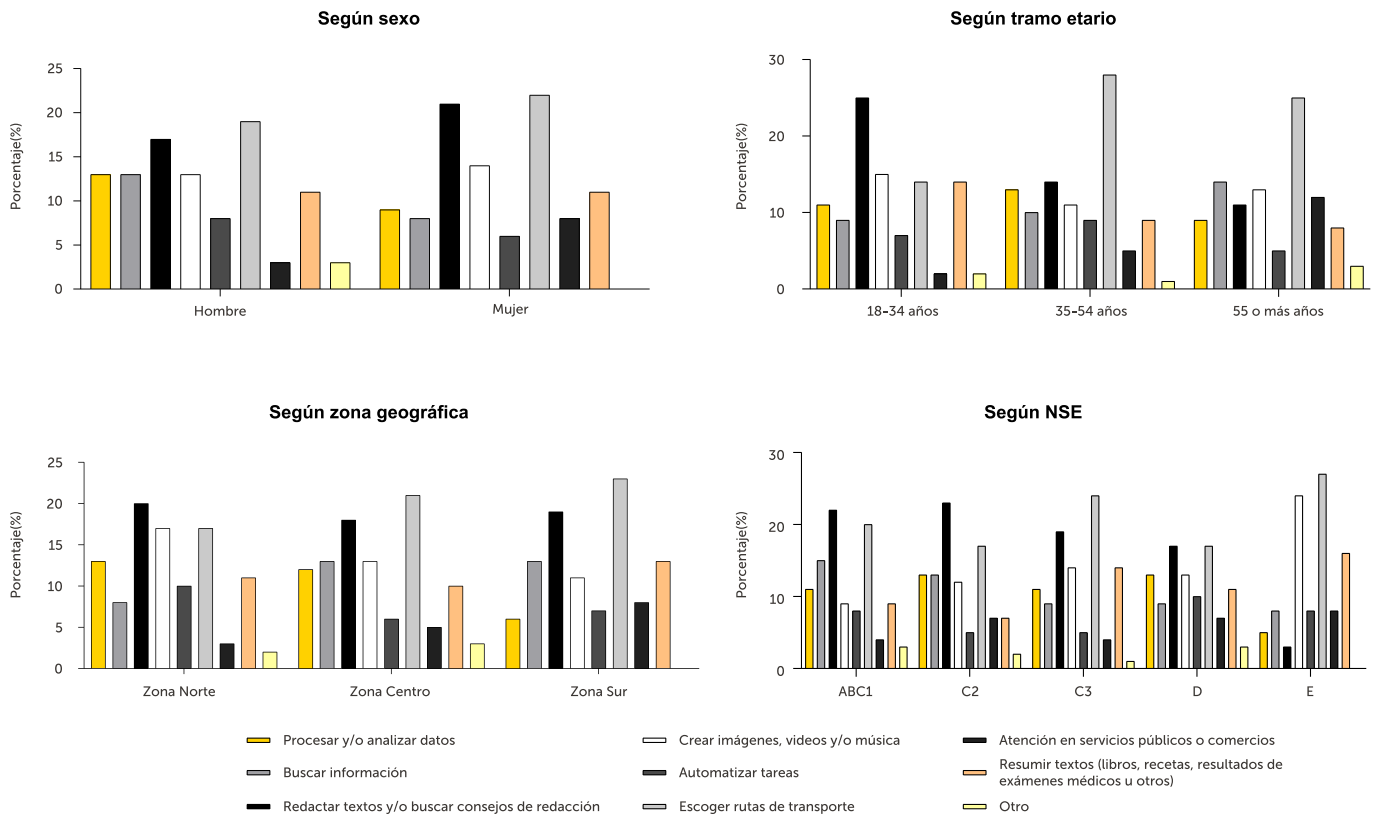 Según sexo
Porcentaje(%)
25
20
15
10
5
0
Hombre
Mujer
Según tramo etario
Porcentaje(%)
30
20
10
0
18-34 años
35-54 años
55 o más años
Según zona geográfica
Porcentaje(%)
25
20
15
10
5
0
Zona Norte
Zona Centro
Zona Sur
Según NSE
Porcentaje(%)
30
20
10
0
ABC1
C2
C3
D
E
Procesar y/o analizar datos
Buscar información
Redactar textos y/o buscar consejos de redacción
Crear imágenes, videos y/o música
Automatizar tareas
Escoger rutas de transporte
Atención en servicios públicos o comercios
Resumir textos (libros, recetas, resultados de
exámenes médicos u otros)
Otro